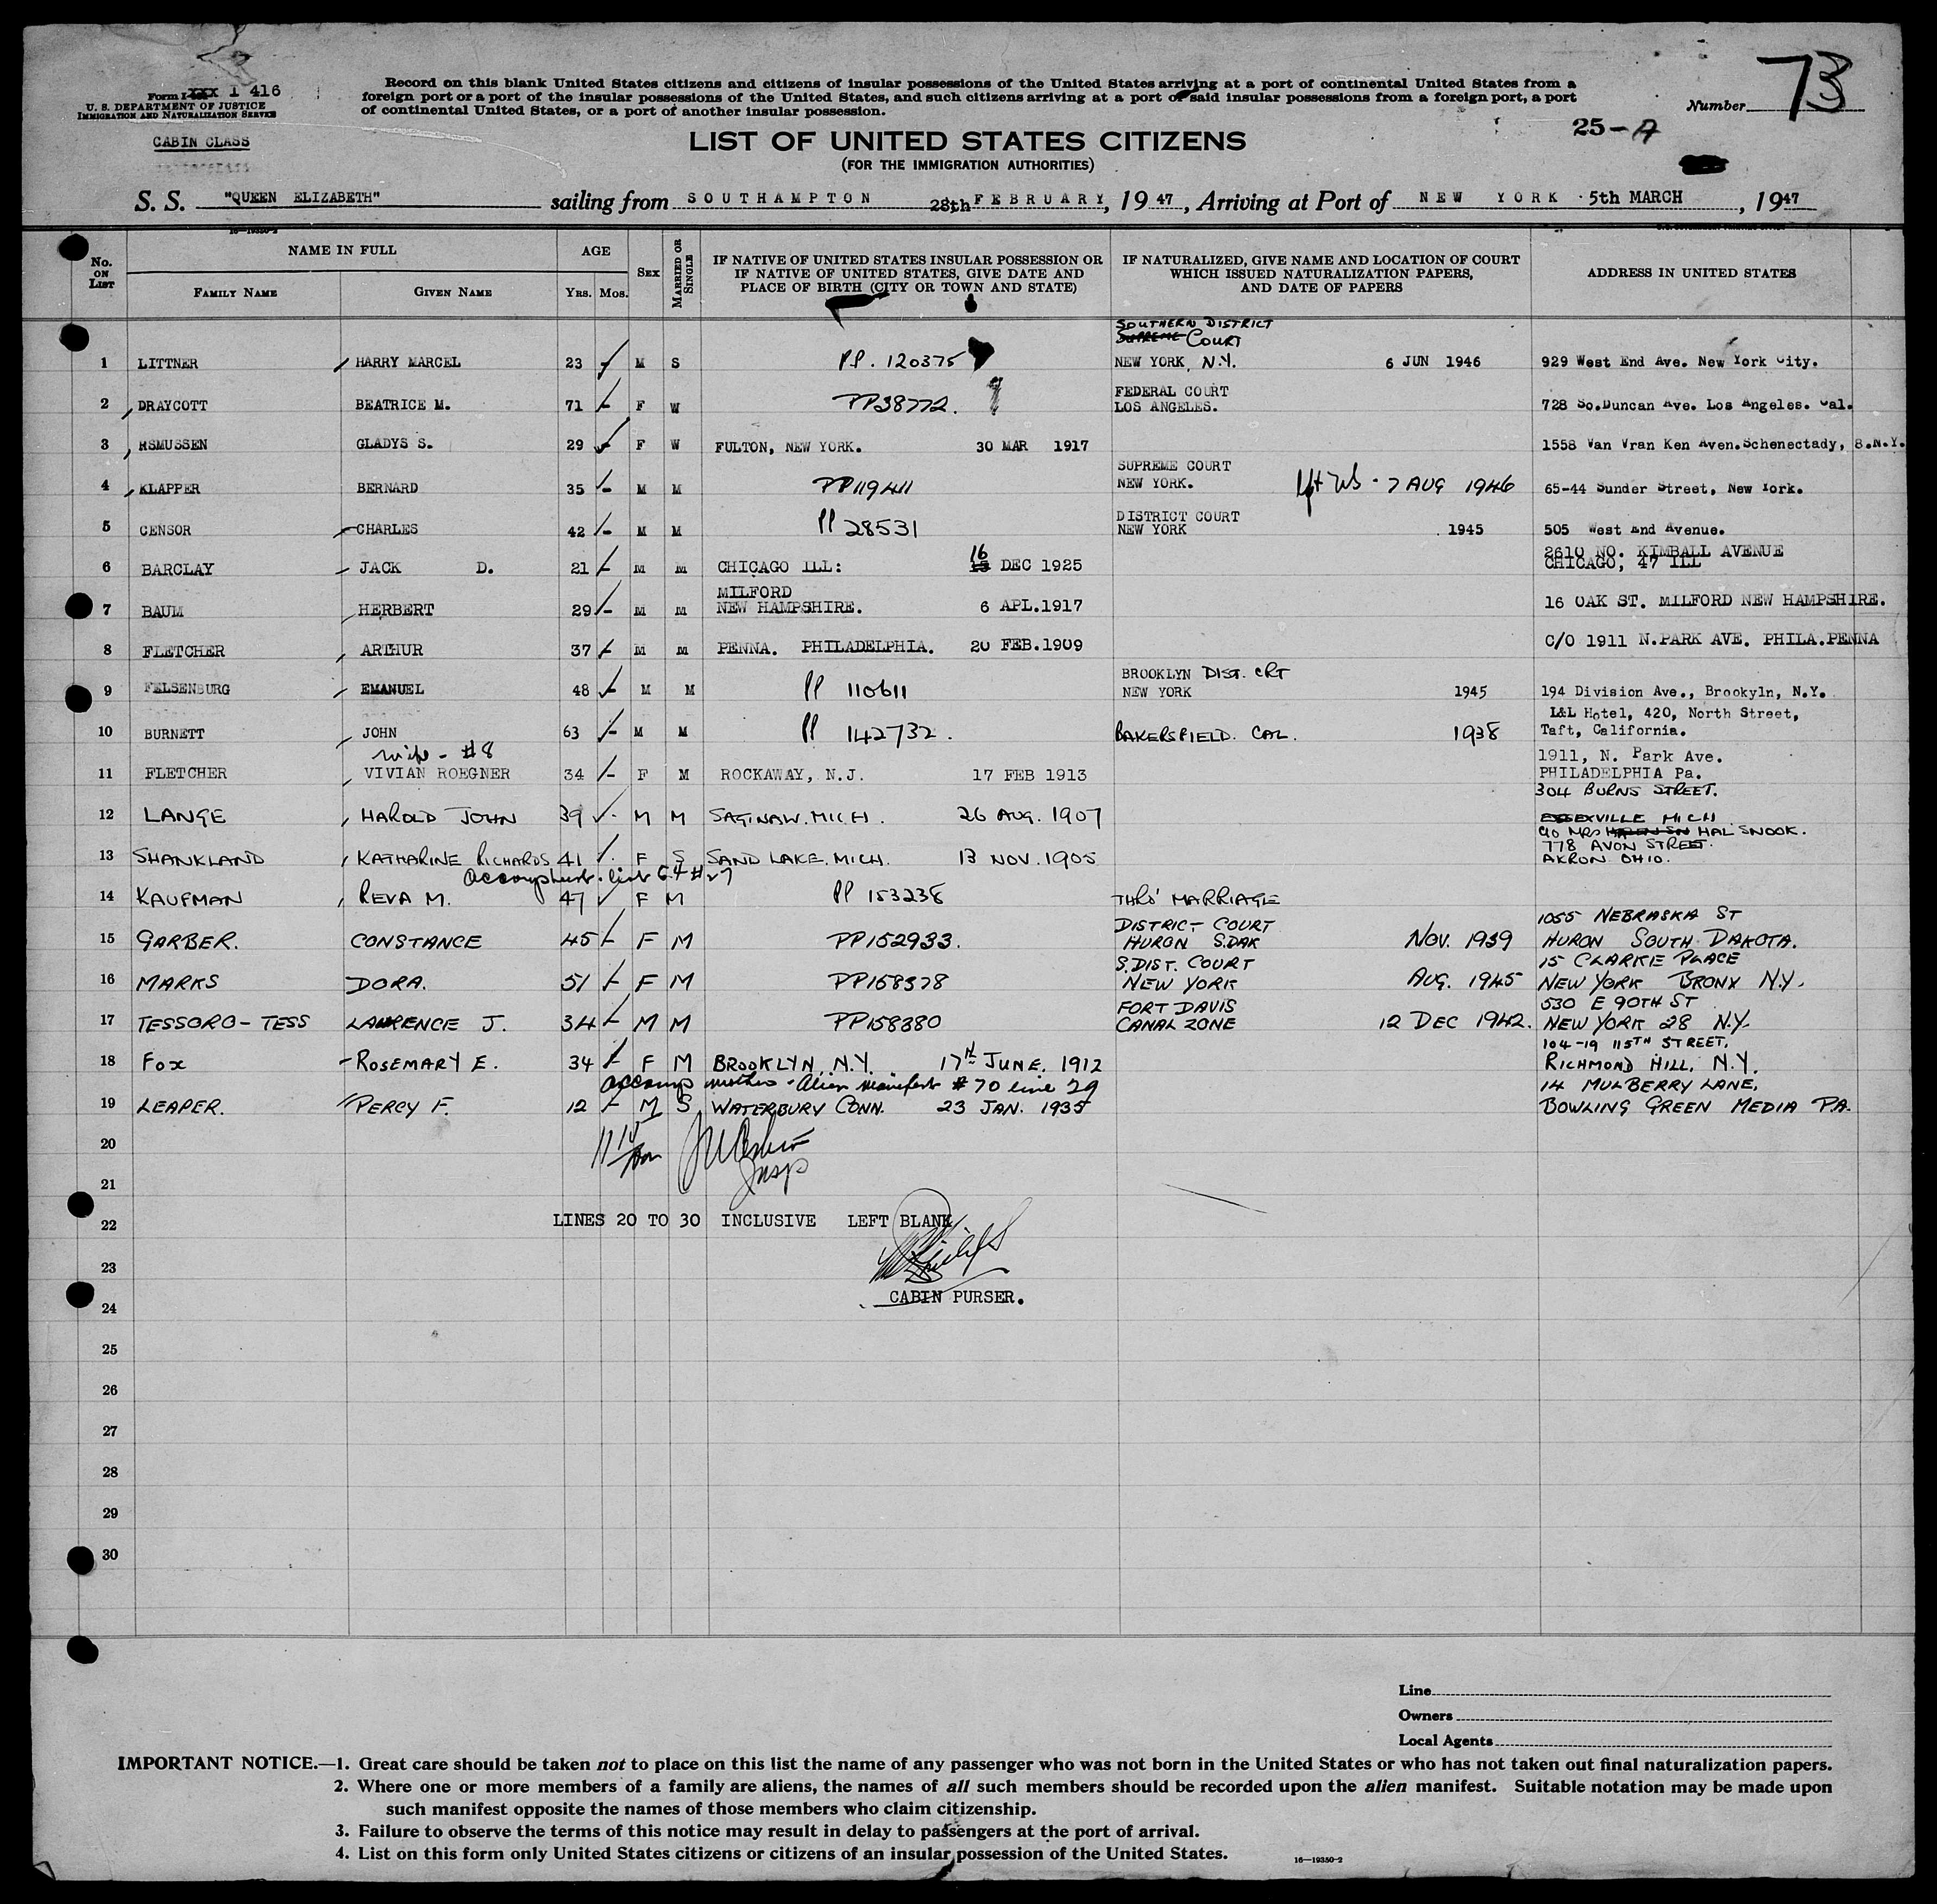 Form I- XXX I 416
U. S. DEPARTMENT OF JUSTICE
IMMIGRATION AND NATURALIZATION SERVICE
CABIN CLASS
Record on this blank United States citizens and citizens of insular possessions of the United States arriving at a port of continental United States from a
foreign port or a port of the insular possessions of the United States, and such citizens arriving at a port of said insular possessions from a foreign port, a port
of continental United States, or a port of another insular possession.
Number 73
25-A
LIST OF UNITED STATES CITIZENS
(FOR THE IMMIGRATION AUTHORITIES)
S. S. "QUEEN ELIZABETH" sailing from SOUTHAMPTON 28th FEBRUARY, 1947, Arriving at Port of NEW YORK 5th MARCH, 1947
16—19350-2
No. ON LIST
NAME IN FULL
FAMILY NAME
GIVEN NAME
AGE
YRS. MOS.
SEX
MARRIED OR SINGLE
IF NATIVE OF UNITED STATES INSULAR POSSESSION OR
IF NATIVE OF UNITED STATES, GIVE DATE AND
PLACE OF BIRTH (CITY OR TOWN AND STATE)
IF NATURALIZED, GIVE NAME AND LOCATION OF COURT
WHICH ISSUED NATURALIZATION PAPERS,
AND DATE OF PAPERS
ADDRESS IN UNITED STATES
SOUTHERN DISTRICT
SUPREME COURT
1 LITTNER HARRY MARCEL 23 M S PP. 120375 NEW YORK, N.Y. 6 JUN 1946 929 West End Ave. New York City.
FEDERAL COURT
2 DRAYCOTT BEATRICE M. 71 F W PP38772. LOS ANGELES. 728 So.Duncan Ave. Los Angeles. Cal.
3 RSMUSSEN GLADYS S. 29 F W FULTON, NEW YORK. 30 MAR 1917 1558 Van Vran Ken Aven.Schenectady, 8.N.Y.
SUPREME COURT
4 KLAPPER BERNARD 35 M M PP119411 NEW YORK. 7 AUG 1946 65-44 Sunder Street, New York.
DISTRICT COURT
5 CENSOR CHARLES 42 M M PP 28531 NEW YORK 1945 505 West End Avenue.
16
2610 NO. KIMBALL AVENUE
6 BARCLAY JACK D. 21 M M CHICAGO ILL: 15 DEC 1925 CHICAGO, 47 ILL
MILFORD
7 BAUM HERBERT 29 M M NEW HAMPSHIRE. 6 APL.1917 16 OAK ST. MILFORD NEW HAMPSHIRE.
8 FLETCHER ARTHUR 37 M M PENNA. PHILADELPHIA. 20 FEB.1909 C/O 1911 N.PARK AVE. PHILA.PENNA
BROOKLYN DIST. CRT
9 FELSENBURG EMANUEL 48 M M PP 110611 NEW YORK 1945 194 Division Ave., Brookyln, N.Y.
L&L Hotel, 420, North Street,
10 BURNETT JOHN 63 M M PP 142732. BAKERSFIELD. CAL. 1938 Taft, California.
wife - #8
1911, N. Park Ave.
11 FLETCHER VIVIAN ROEGNER 34 F M ROCKAWAY, N.J. 17 FEB 1913 PHILADELPHIA Pa.
304 BURNS STREET.
12 LANGE HAROLD JOHN 39 M M SAGINAW. MICH. 26 AUG. 1907 ESSEXVILLE MICH
c/o MRS HAL SNOOK.
778 AVON STREET.
13 SHANKLAND KATHARINE RICHARDS 41 F S SAND LAKE. MICH. 13 NOV. 1905 AKRON. OHIO.
14 KAUFMAN REVA M. 47 F M PP 153238 THRO' MARRIAGE
DISTRICT COURT
1055 NEBRASKA ST
15 GARBER. CONSTANCE 45 F M PP152933. HURON S.DAK NOV. 1939 HURON SOUTH DAKOTA.
S.DIST. COURT
15 CLARKE PLACE
16 MARKS DORA. 51 F M PP158378 NEW YORK AUG. 1945 NEW YORK BRONX N.Y.
FORT DAVIS
530 E 90TH ST
17 TESSORO-TESS LAWRENCE J. 34 M M PP158380 CANAL ZONE 12 DEC 1942. NEW YORK 28 N.Y.
104-19 115TH STREET,
18 FOX ROSEMARY E. 34 F M BROOKLYN, N.Y. 17TH JUNE. 1912 RICHMOND HILL, N.Y.
accomp mother - Alien Manifest #70 line 29
14 MULBERRY LANE,
19 LEAPER. PERCY F. 12 M S WATERBURY CONN. 23 JAN. 1935 BOWLING GREEN MEDIA PA.
20
Insp
21
22 LINES 20 TO 30 INCLUSIVE LEFT BLANK
23
CABIN PURSER.
24
25
26
27
28
29
30
Line
Owners
Local Agents
IMPORTANT NOTICE.—1. Great care should be taken not to place on this list the name of any passenger who was not born in the United States or who has not taken out final naturalization papers.
2. Where one or more members of a family are aliens, the names of all such members should be recorded upon the alien manifest. Suitable notation may be made upon
such manifest opposite the names of those members who claim citizenship.
3. Failure to observe the terms of this notice may result in delay to passengers at the port of arrival.
4. List on this form only United States citizens or citizens of an insular possession of the United States.
16—19350-2